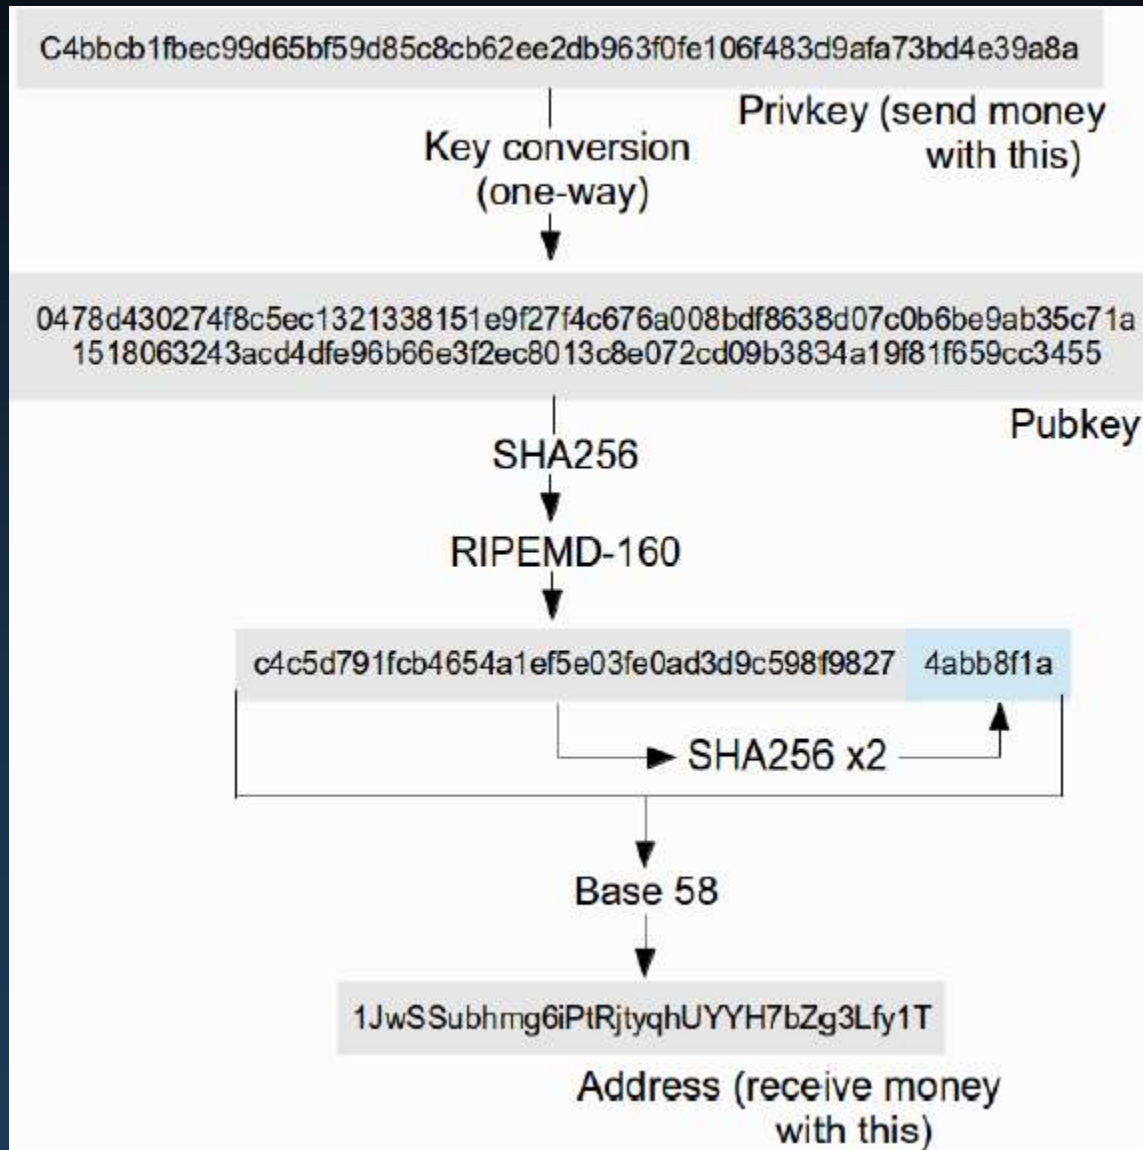 C4bbcb1fbec99d65bf59d85c8cb62ee2db963f0fe106f483d9afa73bd4e39a8a
Privkey (send money
with this)
Key conversion
(one-way)
0478d430274f8c5ec1321338151e9f27f4c676a008bdf8638d07c0b6be9ab35c71a
1518063243acd4dfe96b66e3f2ec8013c8e072cd09b3834a19f81f659cc3455
Pubkey
SHA256
RIPEMD-160
c4c5d791fcb4654a1ef5e03fe0ad3d9c598f9827 4abb8f1a
SHA256 x2
Base 58
1JwSSubhmg6iPtRjtyqhUYYH7bZg3Lfy1T
Address (receive money
with this)